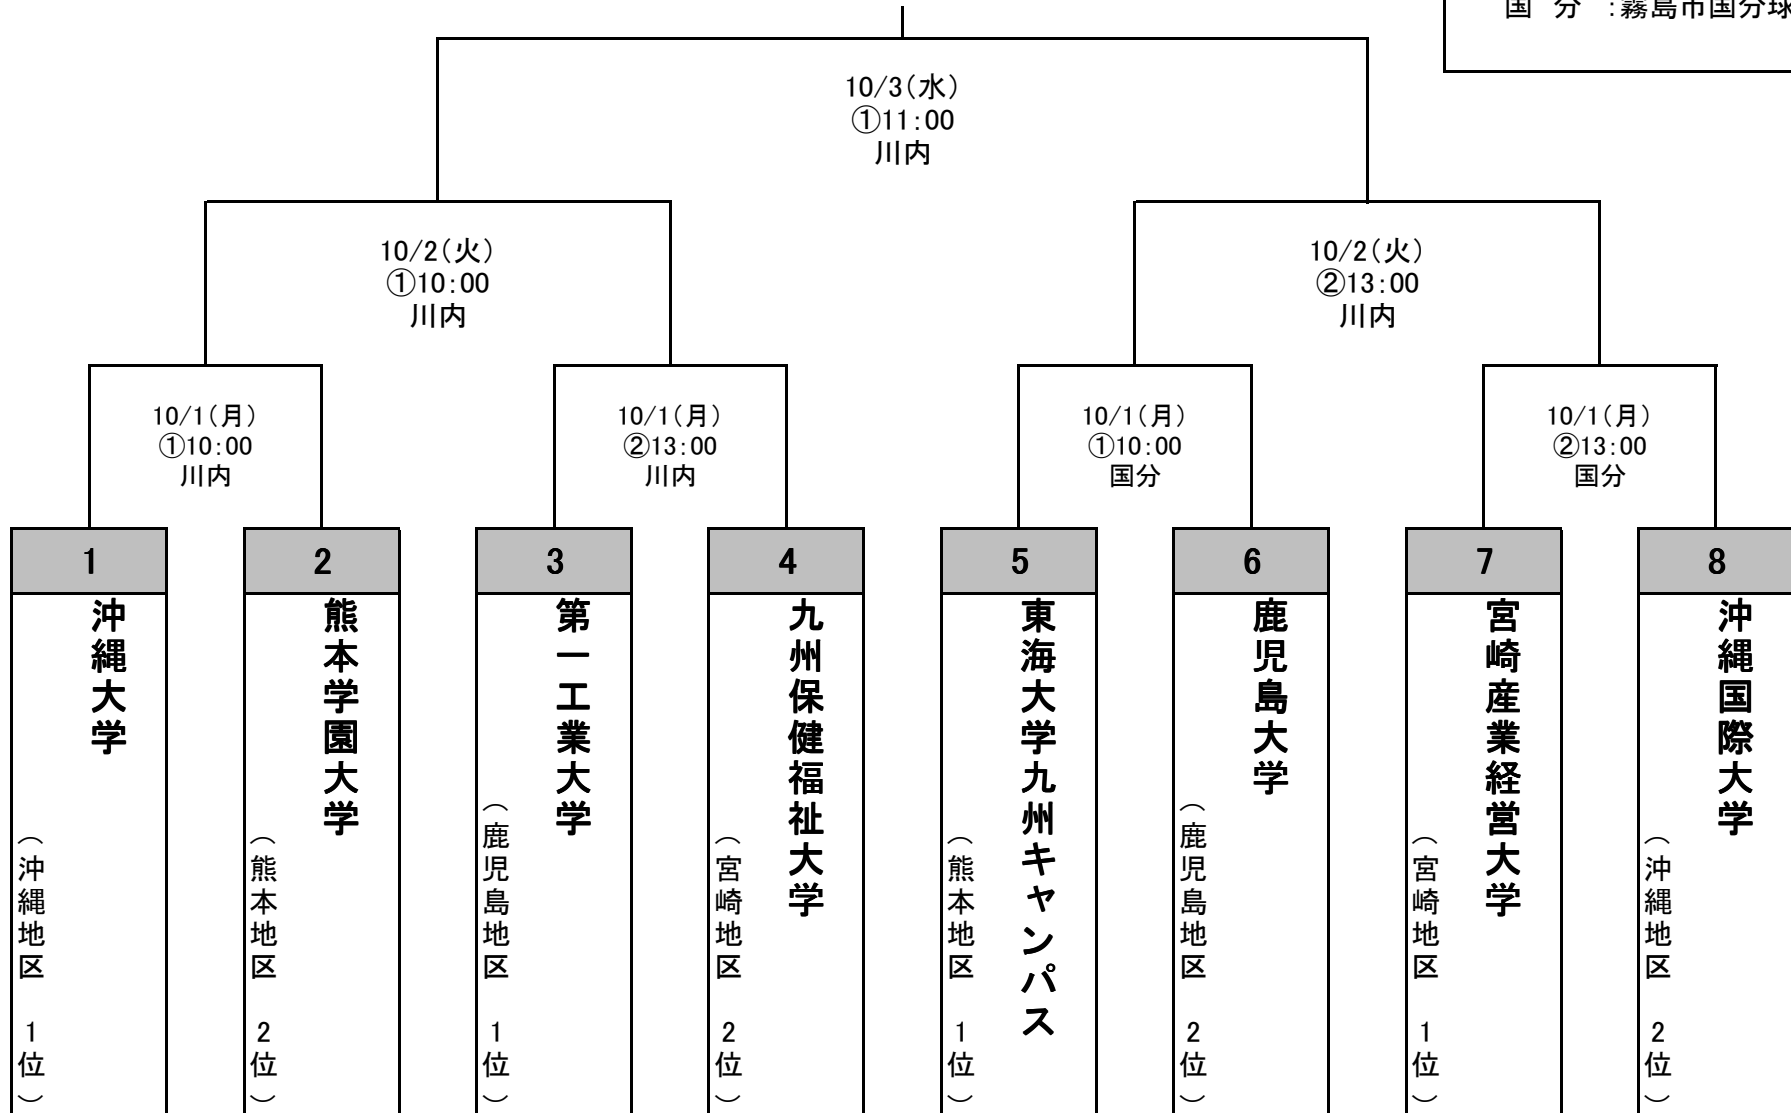 国 分 :霧島市国分球
10/3(水)
①11:00
川内
10/2(火)
①10:00
川内
10/2(火)
②13:00
川内
10/1(月)
①10:00
川内
10/1(月)
②13:00
川内
10/1(月)
①10:00
国分
10/1(月)
②13:00
国分
1
2
3
4
5
6
7
8
沖縄大学
(沖縄地区 1位)
熊本学園大学
(熊本地区 2位)
第一工業大学
(鹿児島地区 1位)
九州保健福祉大学
(宮崎地区 2位)
東海大学九州キャンパス
(熊本地区 1位)
鹿児島大学
(鹿児島地区 2位)
宮崎産業経営大学
(宮崎地区 1位)
沖縄国際大学
(沖縄地区 2位)